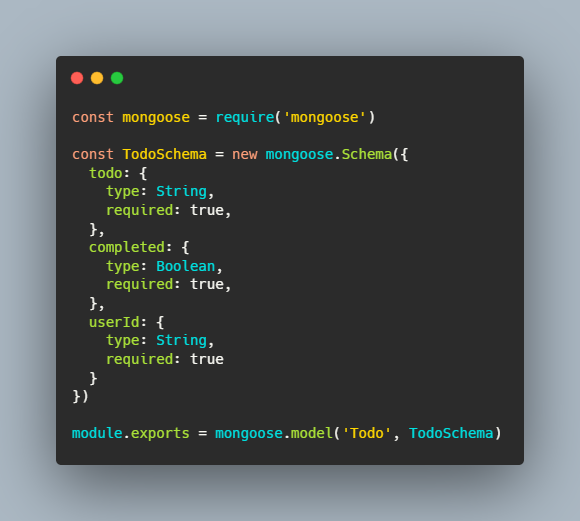 const mongoose = require('mongoose')

const TodoSchema = new mongoose.Schema({
  todo: {
    type: String,
    required: true,
  },
  completed: {
    type: Boolean,
    required: true,
  },
  userId: {
    type: String,
    required: true
  }
})

module.exports = mongoose.model('Todo', TodoSchema)